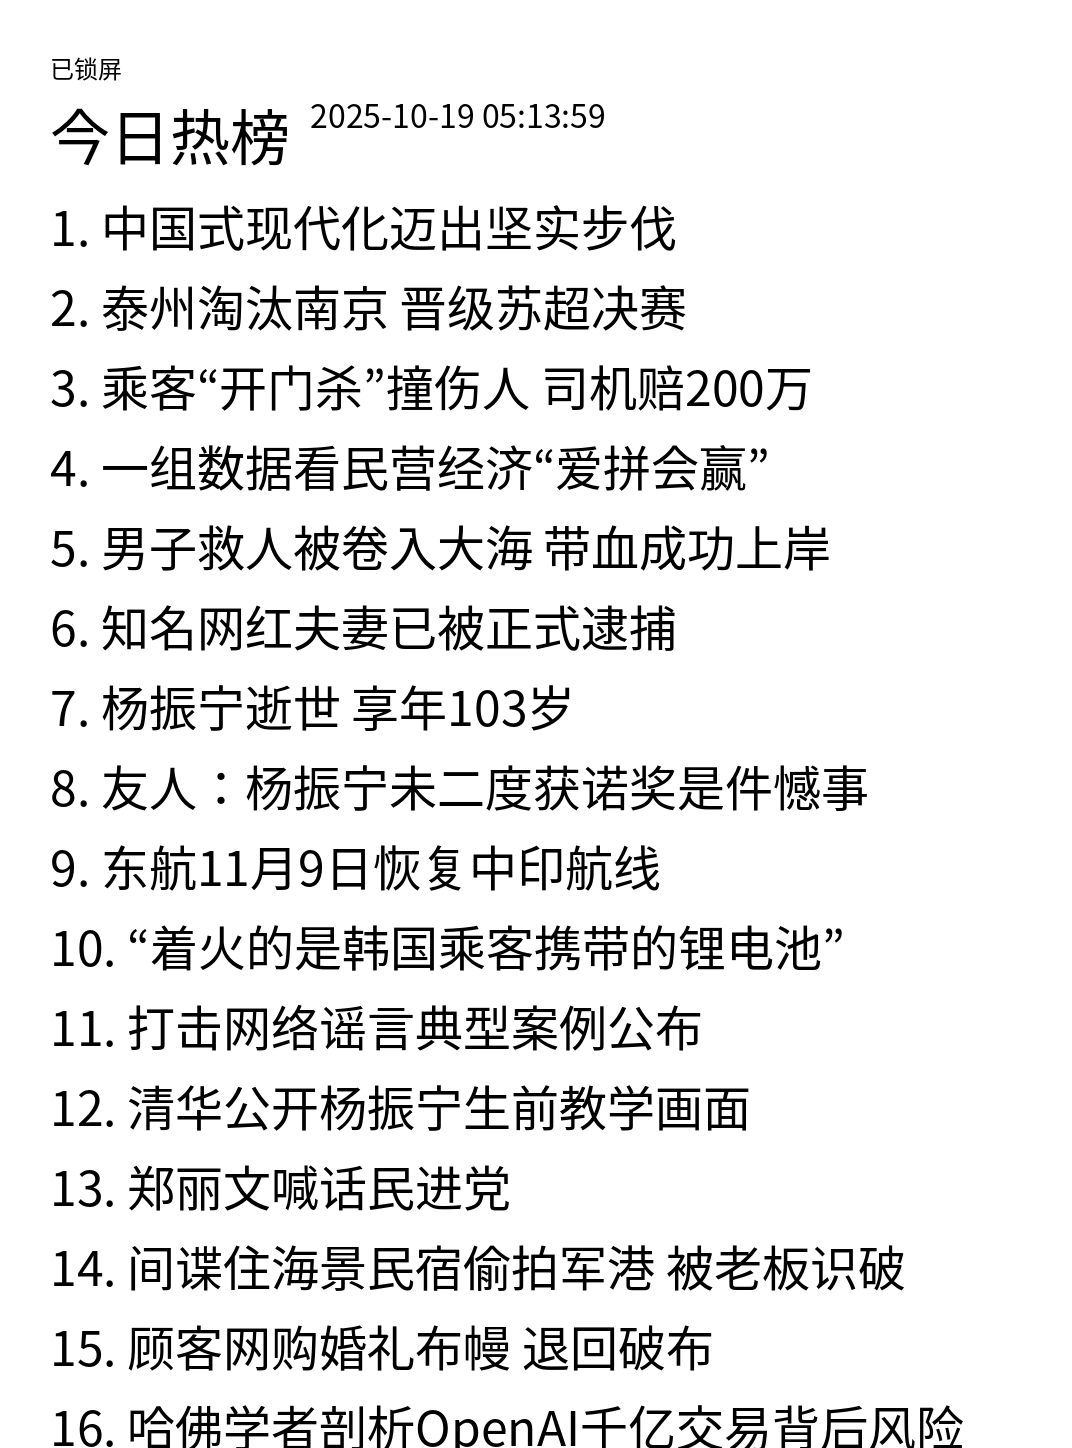 已锁屏
今日热榜 2025-10-19 05:13:59
1. 中国式现代化迈出坚实步伐
2. 泰州淘汰南京 晋级苏超决赛
3. 乘客“开门杀”撞伤人 司机赔200万
4. 一组数据看民营经济“爱拼会赢”
5. 男子救人被卷入大海 带血成功上岸
6. 知名网红夫妻已被正式逮捕
7. 杨振宁逝世 享年103岁
8. 友人：杨振宁未二度获诺奖是件憾事
9. 东航11月9日恢复中印航线
10. “着火的是韩国乘客携带的锂电池”
11. 打击网络谣言典型案例公布
12. 清华公开杨振宁生前教学画面
13. 郑丽文喊话民进党
14. 间谍住海景民宿偷拍军港 被老板识破
15. 顾客网购婚礼布幔 退回破布
16. 哈佛学者剖析OpenAI千亿交易背后风险